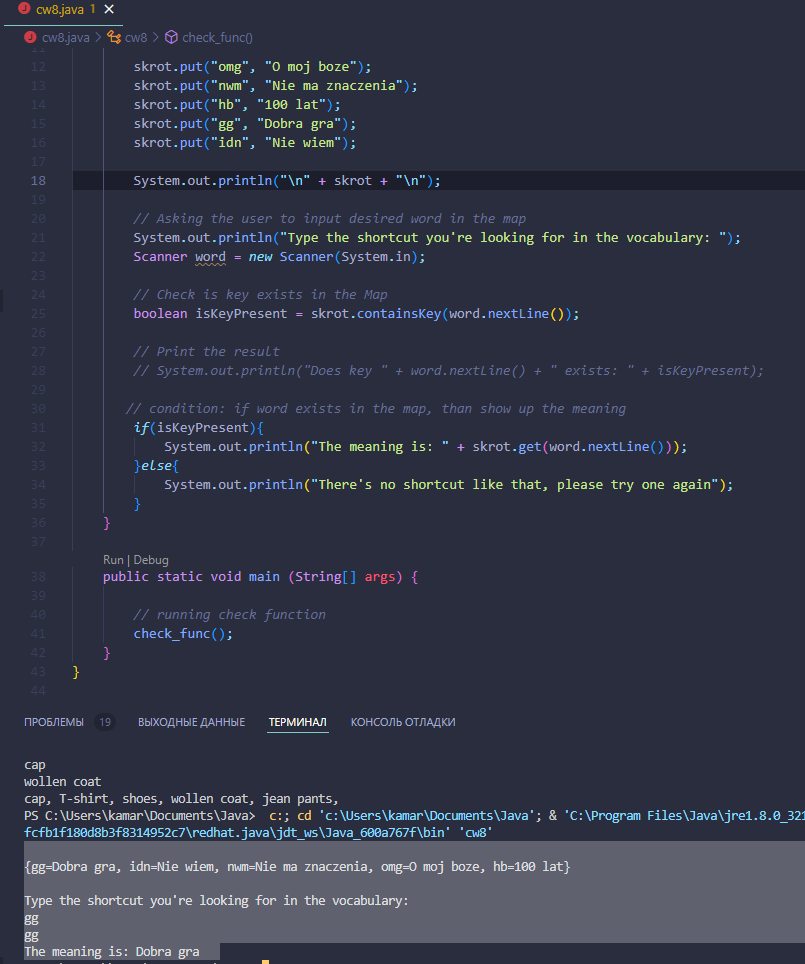 cw8.java 1
cw8.java > cw8 > check_func()
12 skrot.put("omg", "O moj boze");
13 skrot.put("nwm", "Nie ma znaczenia");
14 skrot.put("hb", "100 lat");
15 skrot.put("gg", "Dobra gra");
16 skrot.put("idn", "Nie wiem");
17
18 System.out.println("\n" + skrot + "\n");
19
20 // Asking the user to input desired word in the map
21 System.out.println("Type the shortcut you're looking for in the vocabulary: ");
22 Scanner word = new Scanner(System.in);
23
24 // Check is key exists in the Map
25 boolean isKeyPresent = skrot.containsKey(word.nextLine());
26
27 // Print the result
28 // System.out.println("Does key " + word.nextLine() + " exists: " + isKeyPresent);
29
30 // condition: if word exists in the map, than show up the meaning
31 if(isKeyPresent){
32 System.out.println("The meaning is: " + skrot.get(word.nextLine()));
33 }else{
34 System.out.println("There's no shortcut like that, please try one again");
35 }
36 }
37
Run | Debug
38 public static void main (String[] args) {
39
40 // running check function
41 check_func();
42 }
43 }
44
ПРОБЛЕМЫ 19 ВЫХОДНЫЕ ДАННЫЕ ТЕРМИНАЛ КОНСОЛЬ ОТЛАДКИ
cap
wollen coat
cap, T-shirt, shoes, wollen coat, jean pants,
PS C:\Users\kamar\Documents\Java> c:; cd 'c:\Users\kamar\Documents\Java'; & 'C:\Program Files\Java\jre1.8.0_321
fcfb1f180d8b3f8314952c7\redhat.java\jdt_ws\Java_600a767f\bin' 'cw8'
{gg=Dobra gra, idn=Nie wiem, nwm=Nie ma znaczenia, omg=O moj boze, hb=100 lat}
Type the shortcut you're looking for in the vocabulary:
gg
gg
The meaning is: Dobra gra